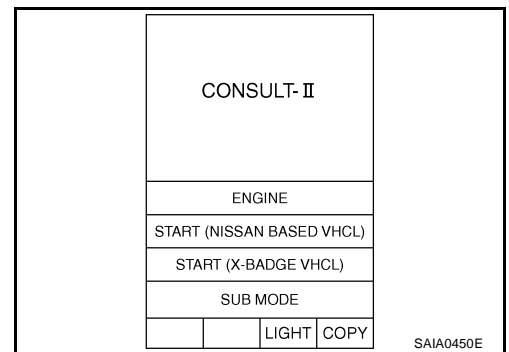 CONSULT-Ⅱ
ENGINE
START (NISSAN BASED VHCL)
START (X-BADGE VHCL)
SUB MODE
LIGHT COPY
SAIA0450E